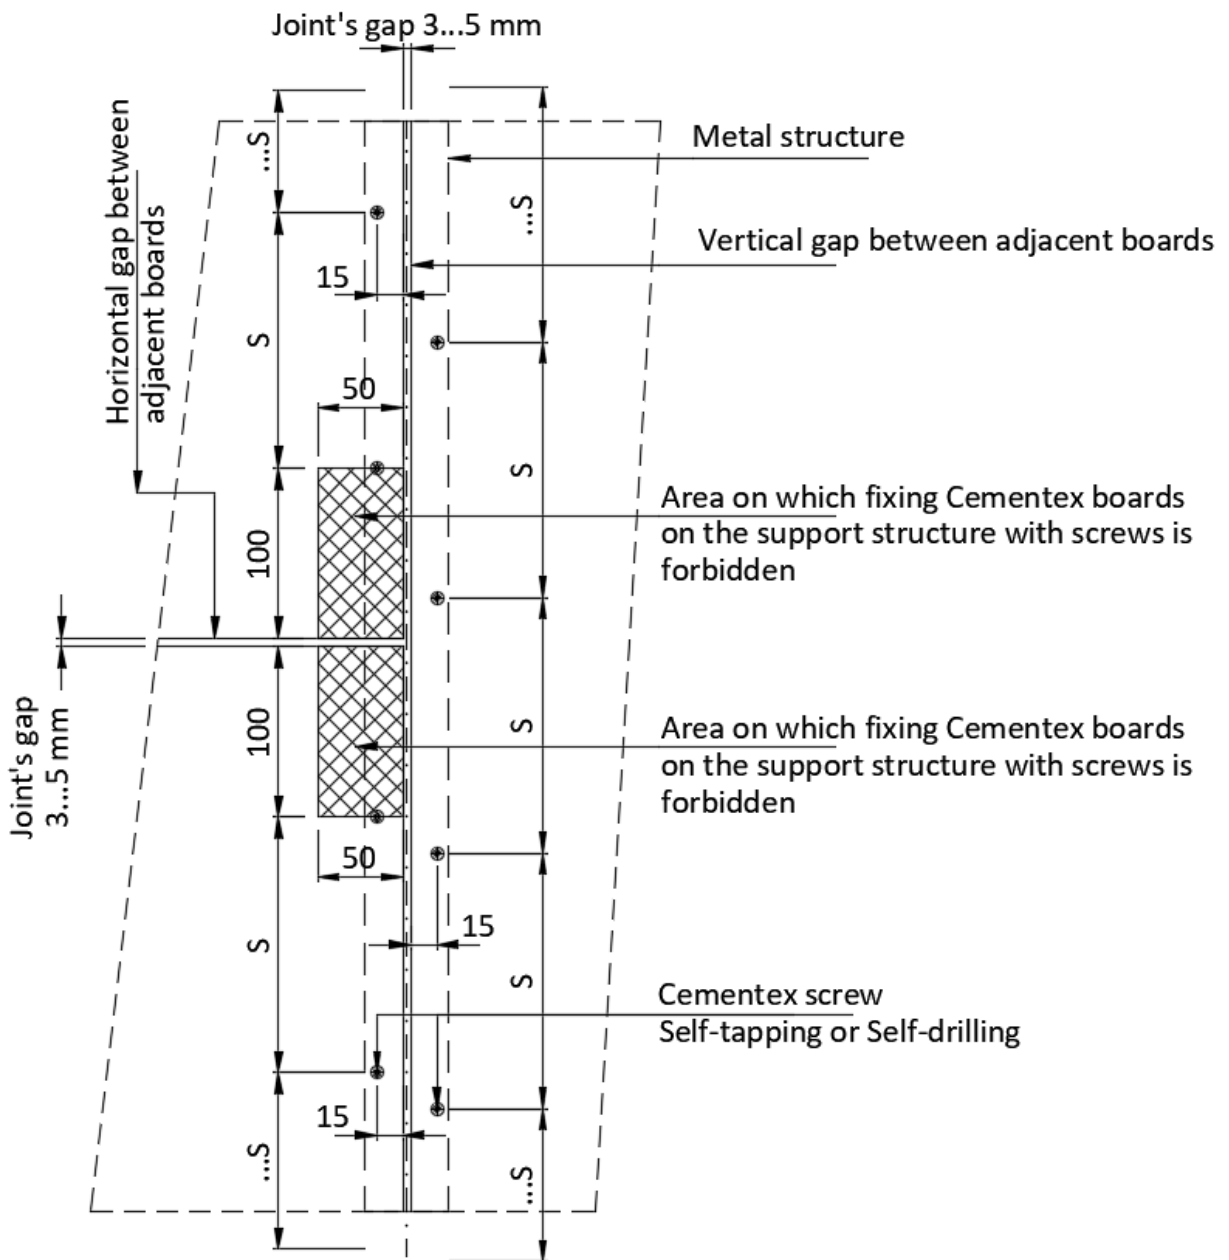 Joint's gap 3...5 mm
...S
Metal structure
...S
Horizontal gap between
adjacent boards
Vertical gap between adjacent boards
15
S
50
S
Area on which fixing Cementex boards
on the support structure with screws is
forbidden
100
Joint's gap
3...5 mm
100
S
Area on which fixing Cementex boards
on the support structure with screws is
forbidden
50
15
S
S
Cementex screw
Self-tapping or Self-drilling
15
...S
...S